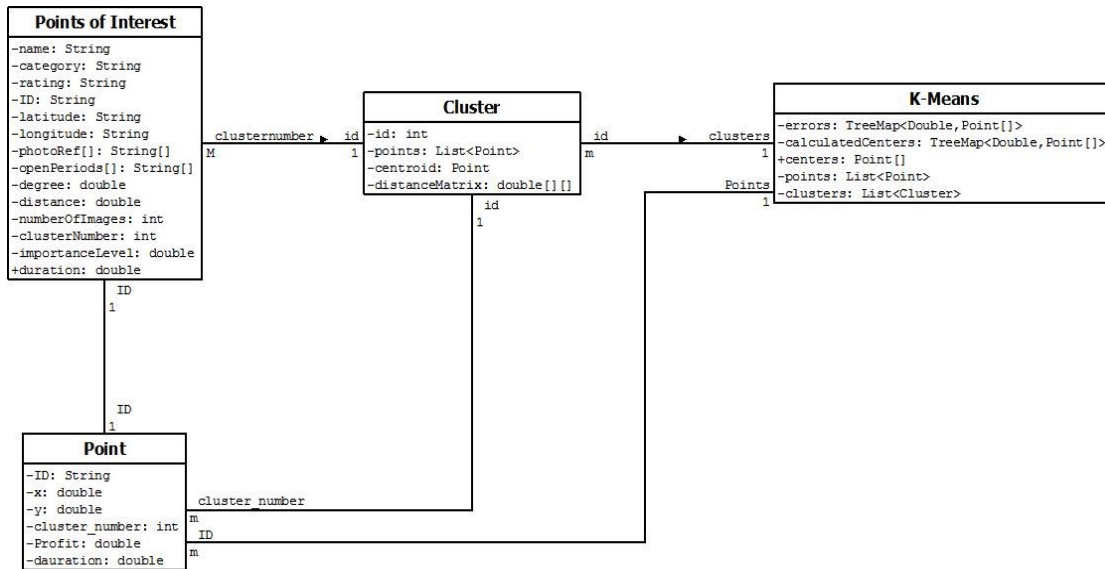 Points of Interest
-name: String
-category: String
-rating: String
-ID: String
-latitude: String
-longitude: String
-photoRef[]: String[]
-openPeriods[]: String[]
-degree: double
-distance: double
-numberOfImages: int
-clusterNumber: int
-importanceLevel: double
+duration: double
clusternumber
M
id
1
Cluster
-id: int
-points: List<Point>
-centroid: Point
-distanceMatrix: double[][]
id
m
clusters
1
K-Means
-errors: TreeMap<Double,Point[]>
-calculatedCenters: TreeMap<Double,Point[]>
+centers: Point[]
-points: List<Point>
-clusters: List<Cluster>
Points
1
id
1
ID
1
ID
1
Point
-ID: String
-x: double
-y: double
-cluster_number: int
-Profit: double
-dauration: double
cluster_number
m
ID
m